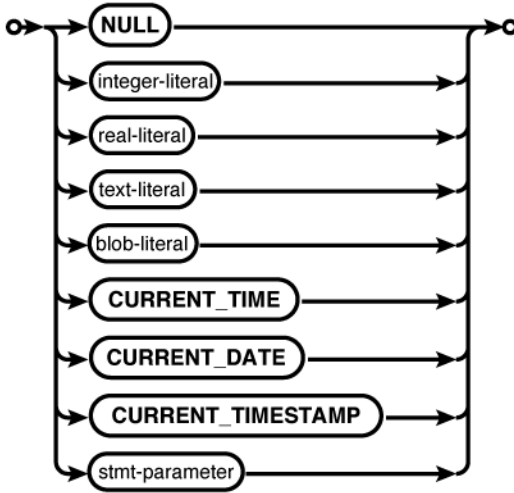 NULL
integer-literal
real-literal
text-literal
blob-literal
CURRENT_TIME
CURRENT_DATE
CURRENT_TIMESTAMP
stmt-parameter